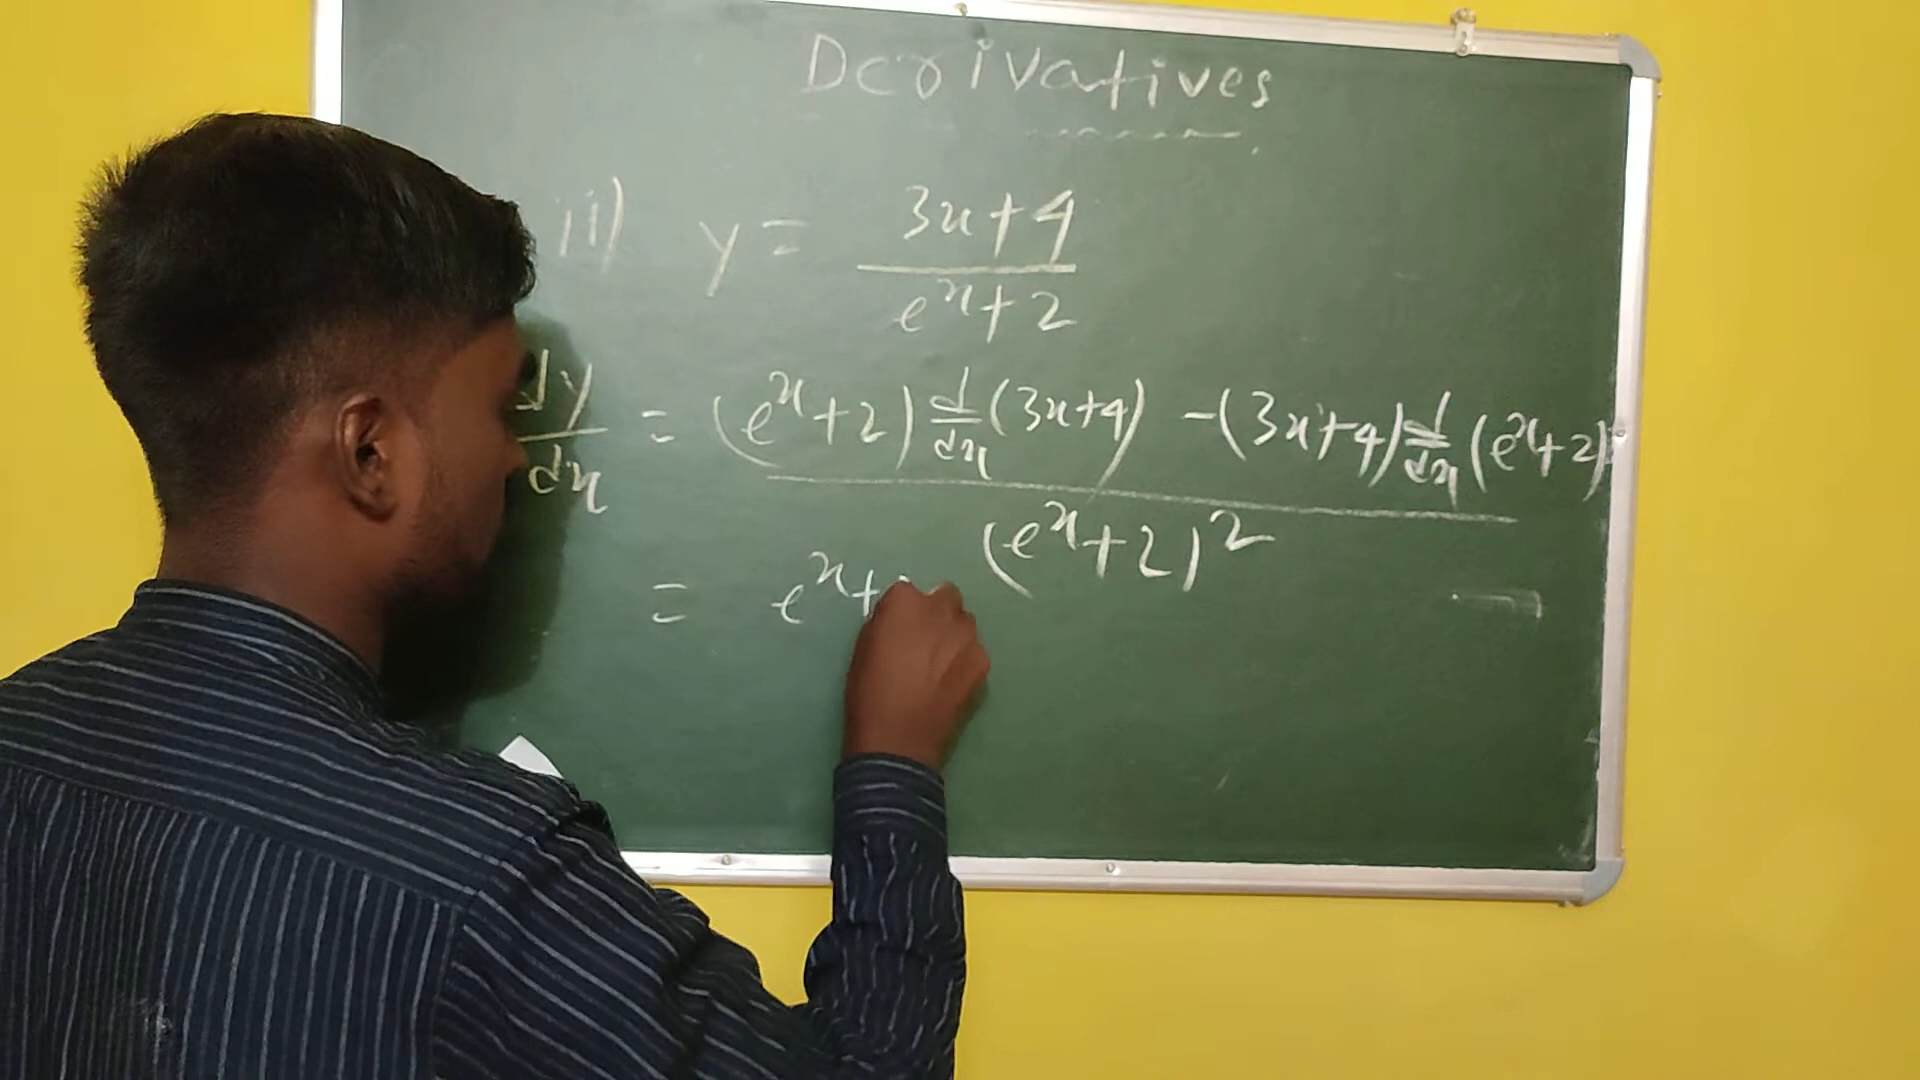 Derivatives
ii) y = 3x+4
e^x+2
dy/dx = (e^x+2) d/dx (3x+4) - (3x+4) d/dx (e^x+2)
(e^x+2)^2
= e^x+